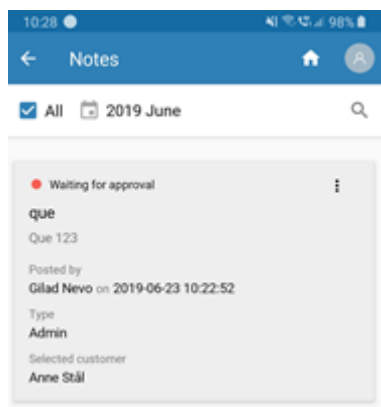 10:28 98%
Notes
All 2019 June
Waiting for approval
que
Que 123
Posted by
Gilad Nevo on 2019-06-23 10:22:52
Type
Admin
Selected customer
Anne Stål